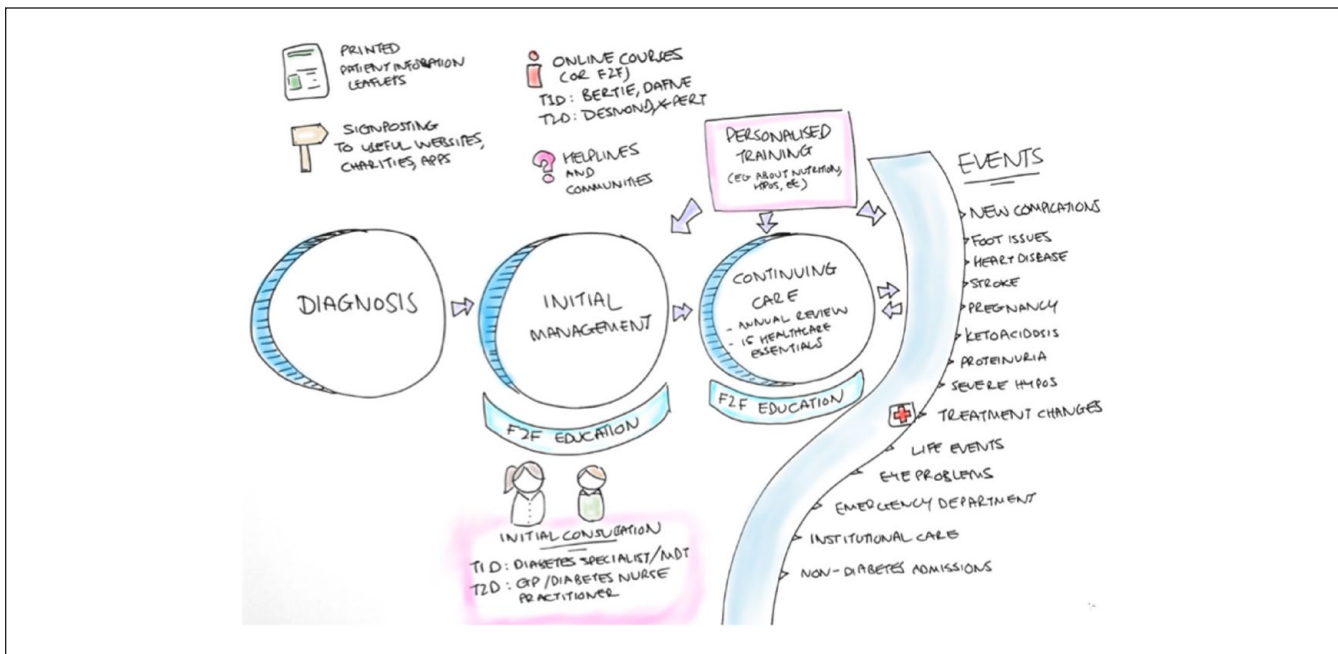 PRINTED
PATIENT INFORMATION
LEAFLETS
SIGNPOSTING
TO USEFUL WEBSITES,
CHARITIES, APPS
ONLINE COURSES
(OR F2F)
T1D: BERTIE, DAFNE
T2D: DESMOND, X-PERT
HELPLINES
AND
COMMUNITIES
PERSONALISED
TRAINING
(EG ABOUT NUTRITION,
HYPOS, ETC)
DIAGNOSIS
INITIAL
MANAGEMENT
F2F EDUCATION
CONTINUING
CARE
- ANNUAL REVIEW
- 15 HEALTHCARE
ESSENTIALS
F2F EDUCATION
INITIAL CONSULTATION
T1D: DIABETES SPECIALIST/MDT
T2D: GP/DIABETES NURSE
PRACTITIONER
EVENTS
NEW COMPLICATIONS
FOOT ISSUES
HEART DISEASE
STROKE
PREGNANCY
KETOACIDOSIS
PROTEINURIA
SEVERE HYPOS
TREATMENT CHANGES
LIFE EVENTS
EYE PROBLEMS
EMERGENCY DEPARTMENT
INSTITUTIONAL CARE
NON-DIABETES ADMISSIONS